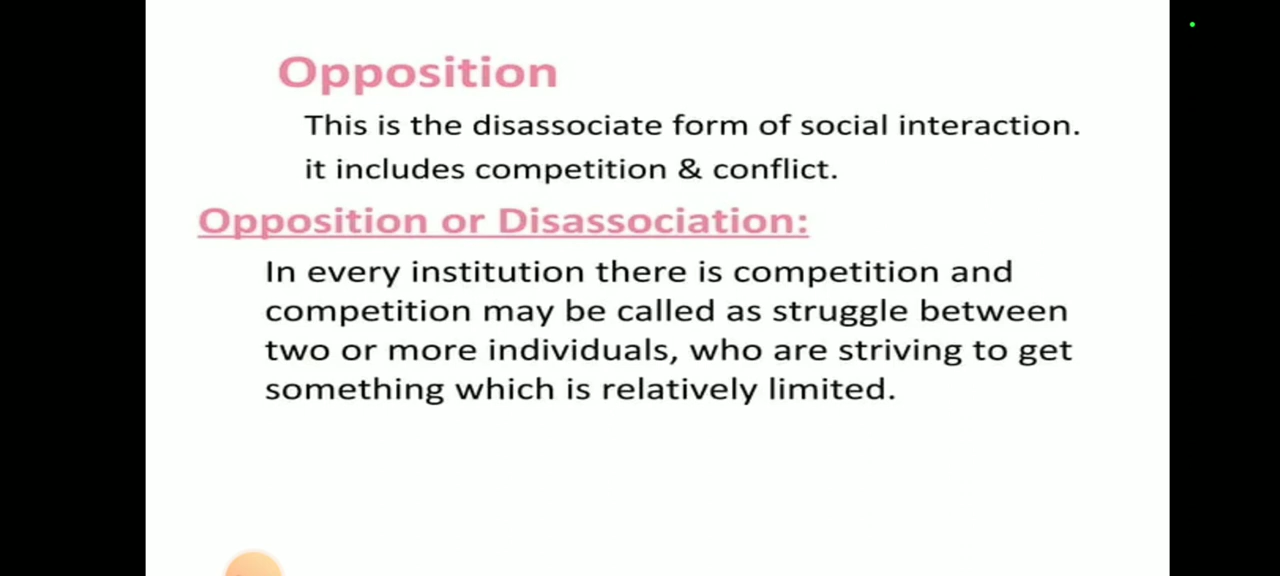 Opposition
This is the disassociate form of social interaction.
it includes competition & conflict.
Opposition or Disassociation:
In every institution there is competition and
competition may be called as struggle between
two or more individuals, who are striving to get
something which is relatively limited.